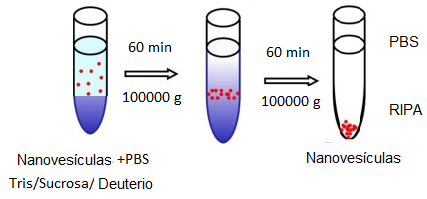 60 min
100000 g
60 min
100000 g
PBS
RIPA
Nanovesículas +PBS
Tris/Sucrosa/ Deuterio
Nanovesículas